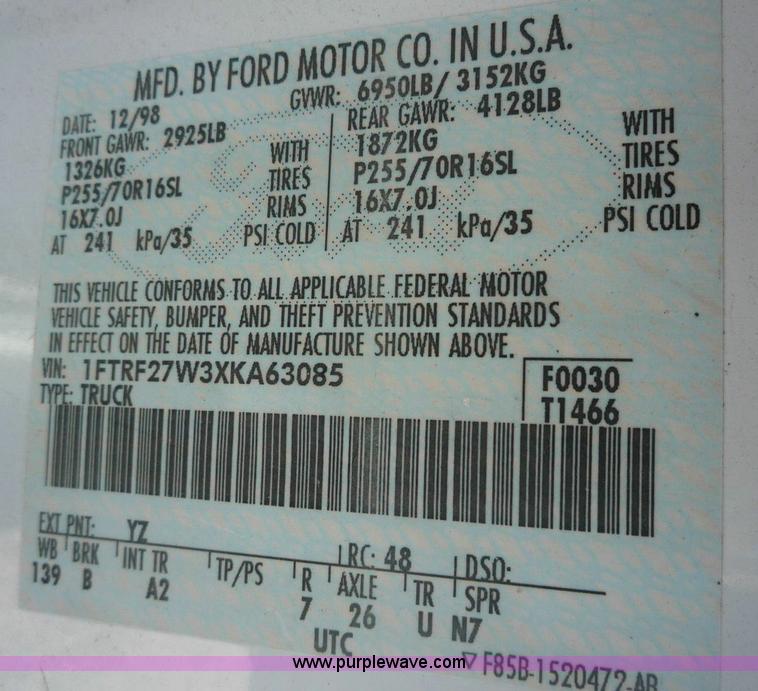 MFD. BY FORD MOTOR CO. IN U.S.A.
DATE: 12/98 GVWR: 6950LB/ 3152KG
FRONT GAWR: 2925LB REAR GAWR: 4128LB
1326KG WITH 1872KG WITH
P255/70R16SL TIRES P255/70R16SL TIRES
16X7.0J RIMS 16X7.0J RIMS
AT 241 kPa/35 PSI COLD AT 241 kPa/35 PSI COLD
THIS VEHICLE CONFORMS TO ALL APPLICABLE FEDERAL MOTOR
VEHICLE SAFETY, BUMPER, AND THEFT PREVENTION STANDARDS
IN EFFECT ON THE DATE OF MANUFACTURE SHOWN ABOVE.
VIN: 1FTRF27W3XKA63085 F0030
TYPE: TRUCK T1466
EXT PNT: YZ RC: 48 DSO:
WB BRK INT TR TP/PS R AXLE TR SPR
139 B A2 7 26 U N7
UTC ▽ F85B-1520472-AB
www.purplewave.com